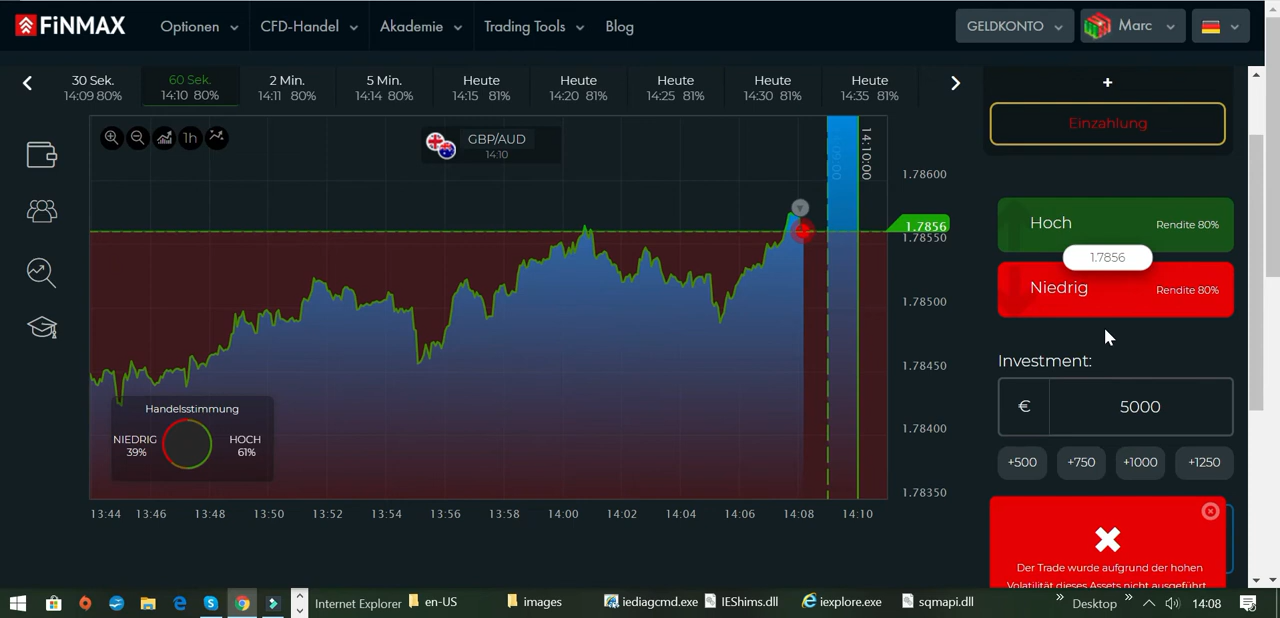 FiNMAX
Optionen
CFD-Handel
Akademie
Trading Tools
Blog
GELDKONTO
Marc
30 Sek.
14:09 80%
60 Sek.
14:10 80%
2 Min.
14:11 80%
5 Min.
14:14 80%
Heute
14:15 81%
Heute
14:20 81%
Heute
14:25 81%
Heute
14:30 81%
Heute
14:35 81%
1h
GBP/AUD
14:10
14:09:00
14:10:00
1.78600
1.7856
1.78550
1.78500
1.78450
1.78400
1.78350
Handelsstimmung
NIEDRIG
39%
HOCH
61%
13:44
13:46
13:48
13:50
13:52
13:54
13:56
13:58
14:00
14:02
14:04
14:06
14:08
14:10
+
Einzahlung
Hoch
Rendite 80%
1.7856
Niedrig
Rendite 80%
Investment:
€
5000
+500
+750
+1000
+1250
Der Trade wurde aufgrund der hohen
Volatilität dieses Assets nicht ausgeführt
Internet Explorer
en-US
images
iediagcmd.exe
IEShims.dll
iexplore.exe
sqmapi.dll
Desktop
14:08